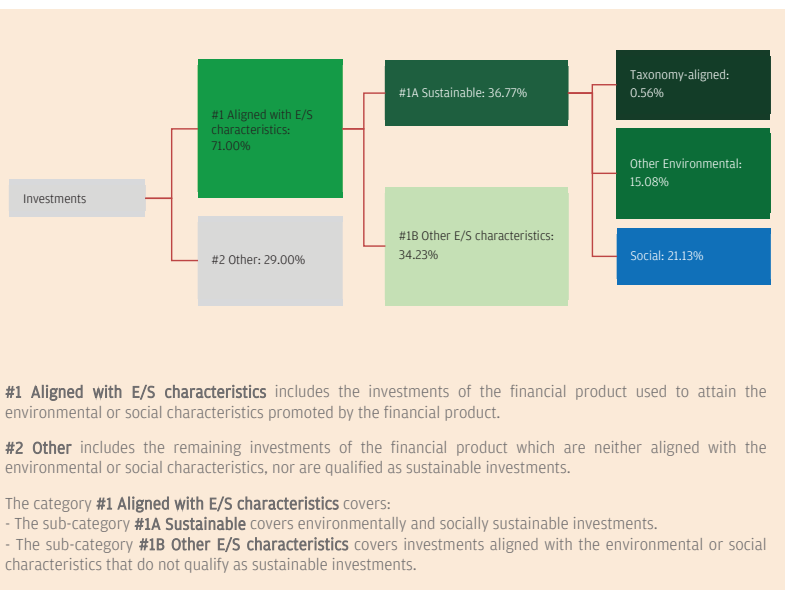 Investments
#1 Aligned with E/S
characteristics:
71.00%
#2 Other: 29.00%
#1A Sustainable: 36.77%
#1B Other E/S characteristics:
34.23%
Taxonomy-aligned:
0.56%
Other Environmental:
15.08%
Social: 21.13%
#1 Aligned with E/S characteristics includes the investments of the financial product used to attain the
environmental or social characteristics promoted by the financial product.
#2 Other includes the remaining investments of the financial product which are neither aligned with the
environmental or social characteristics, nor are qualified as sustainable investments.
The category #1 Aligned with E/S characteristics covers:
- The sub-category #1A Sustainable covers environmentally and socially sustainable investments.
- The sub-category #1B Other E/S characteristics covers investments aligned with the environmental or social
characteristics that do not qualify as sustainable investments.